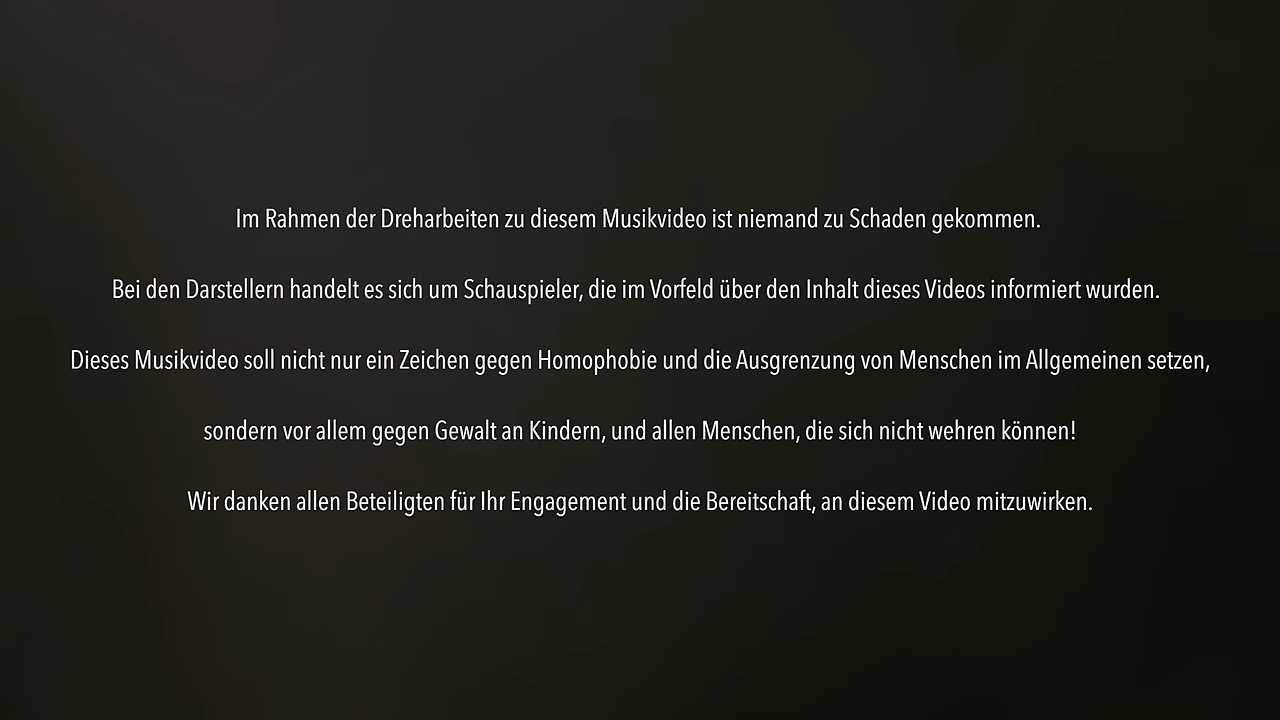 Im Rahmen der Dreharbeiten zu diesem Musikvideo ist niemand zu Schaden gekommen.
Bei den Darstellern handelt es sich um Schauspieler, die im Vorfeld über den Inhalt dieses Videos informiert wurden.
Dieses Musikvideo soll nicht nur ein Zeichen gegen Homophobie und die Ausgrenzung von Menschen im Allgemeinen setzen,
sondern vor allem gegen Gewalt an Kindern, und allen Menschen, die sich nicht wehren können!
Wir danken allen Beteiligten für Ihr Engagement und die Bereitschaft, an diesem Video mitzuwirken.